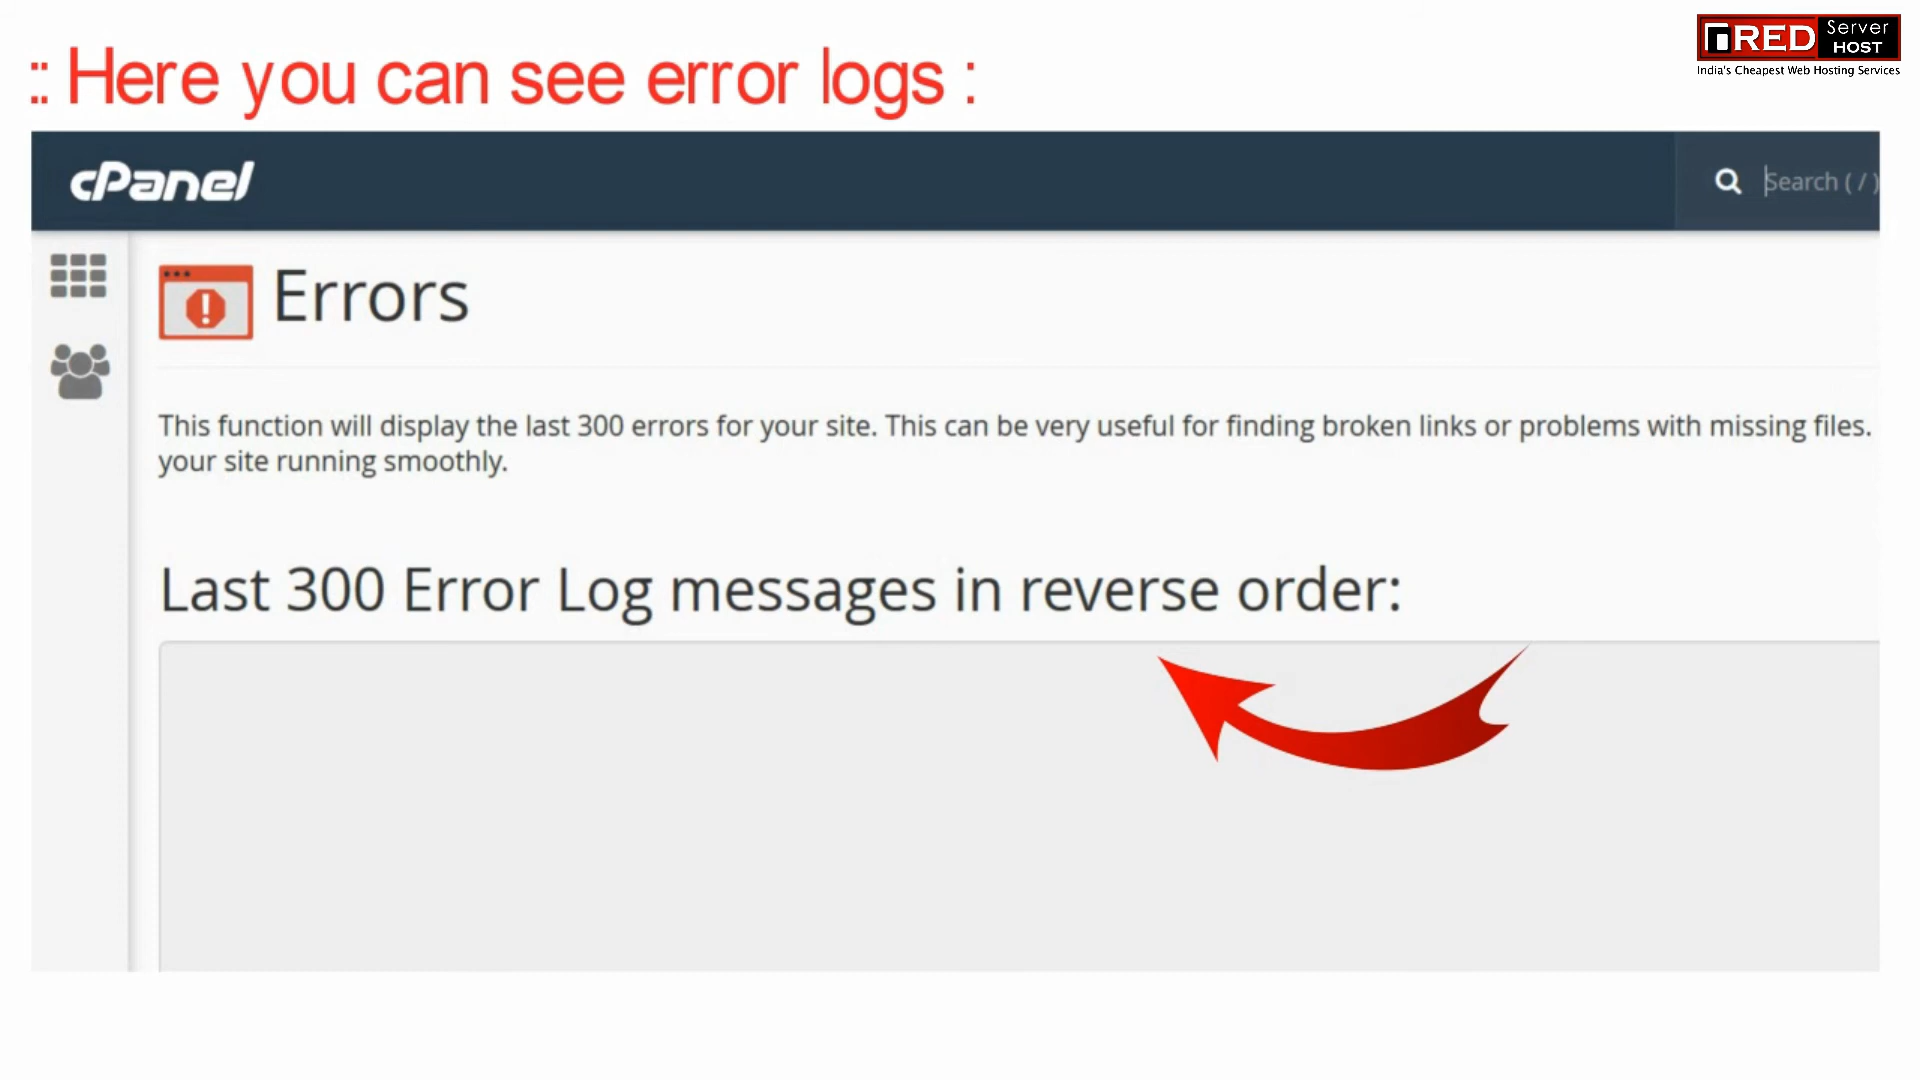 :: Here you can see error logs :
RED Server HOST
India's Cheapest Web Hosting Services
cPanel
Search ( / )
Errors
This function will display the last 300 errors for your site. This can be very useful for finding broken links or problems with missing files.
your site running smoothly.
Last 300 Error Log messages in reverse order: